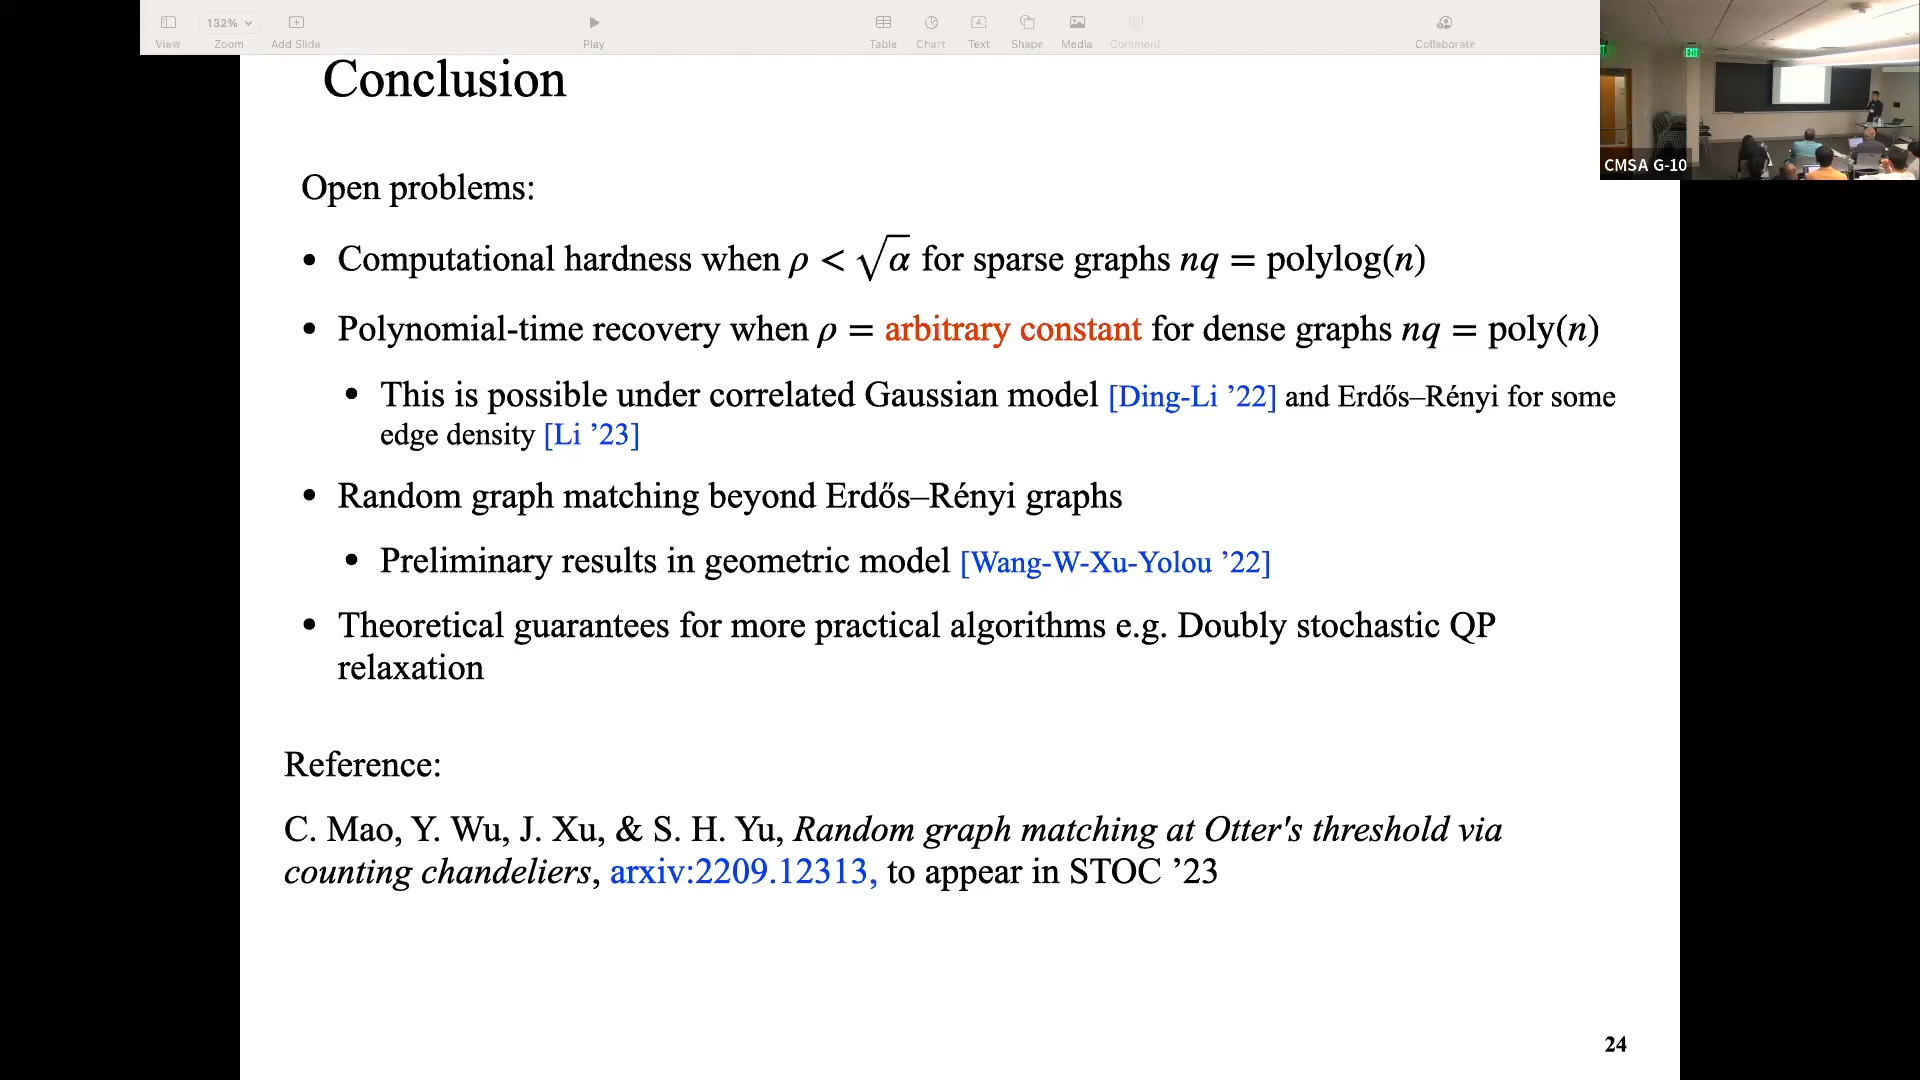 132%
View
Zoom
Add Slide
Play
Table
Chart
Text
Shape
Media
Comment
Collaborate
EXIT
CMSA G-10
Conclusion
Open problems:
• Computational hardness when ρ < √α for sparse graphs nq = polylog(n)
• Polynomial-time recovery when ρ = arbitrary constant for dense graphs nq = poly(n)
• This is possible under correlated Gaussian model [Ding-Li ’22] and Erdős–Rényi for some
edge density [Li ’23]
• Random graph matching beyond Erdős–Rényi graphs
• Preliminary results in geometric model [Wang-W-Xu-Yolou ’22]
• Theoretical guarantees for more practical algorithms e.g. Doubly stochastic QP
relaxation
Reference:
C. Mao, Y. Wu, J. Xu, & S. H. Yu, Random graph matching at Otter's threshold via
counting chandeliers, arxiv:2209.12313, to appear in STOC ’23
24